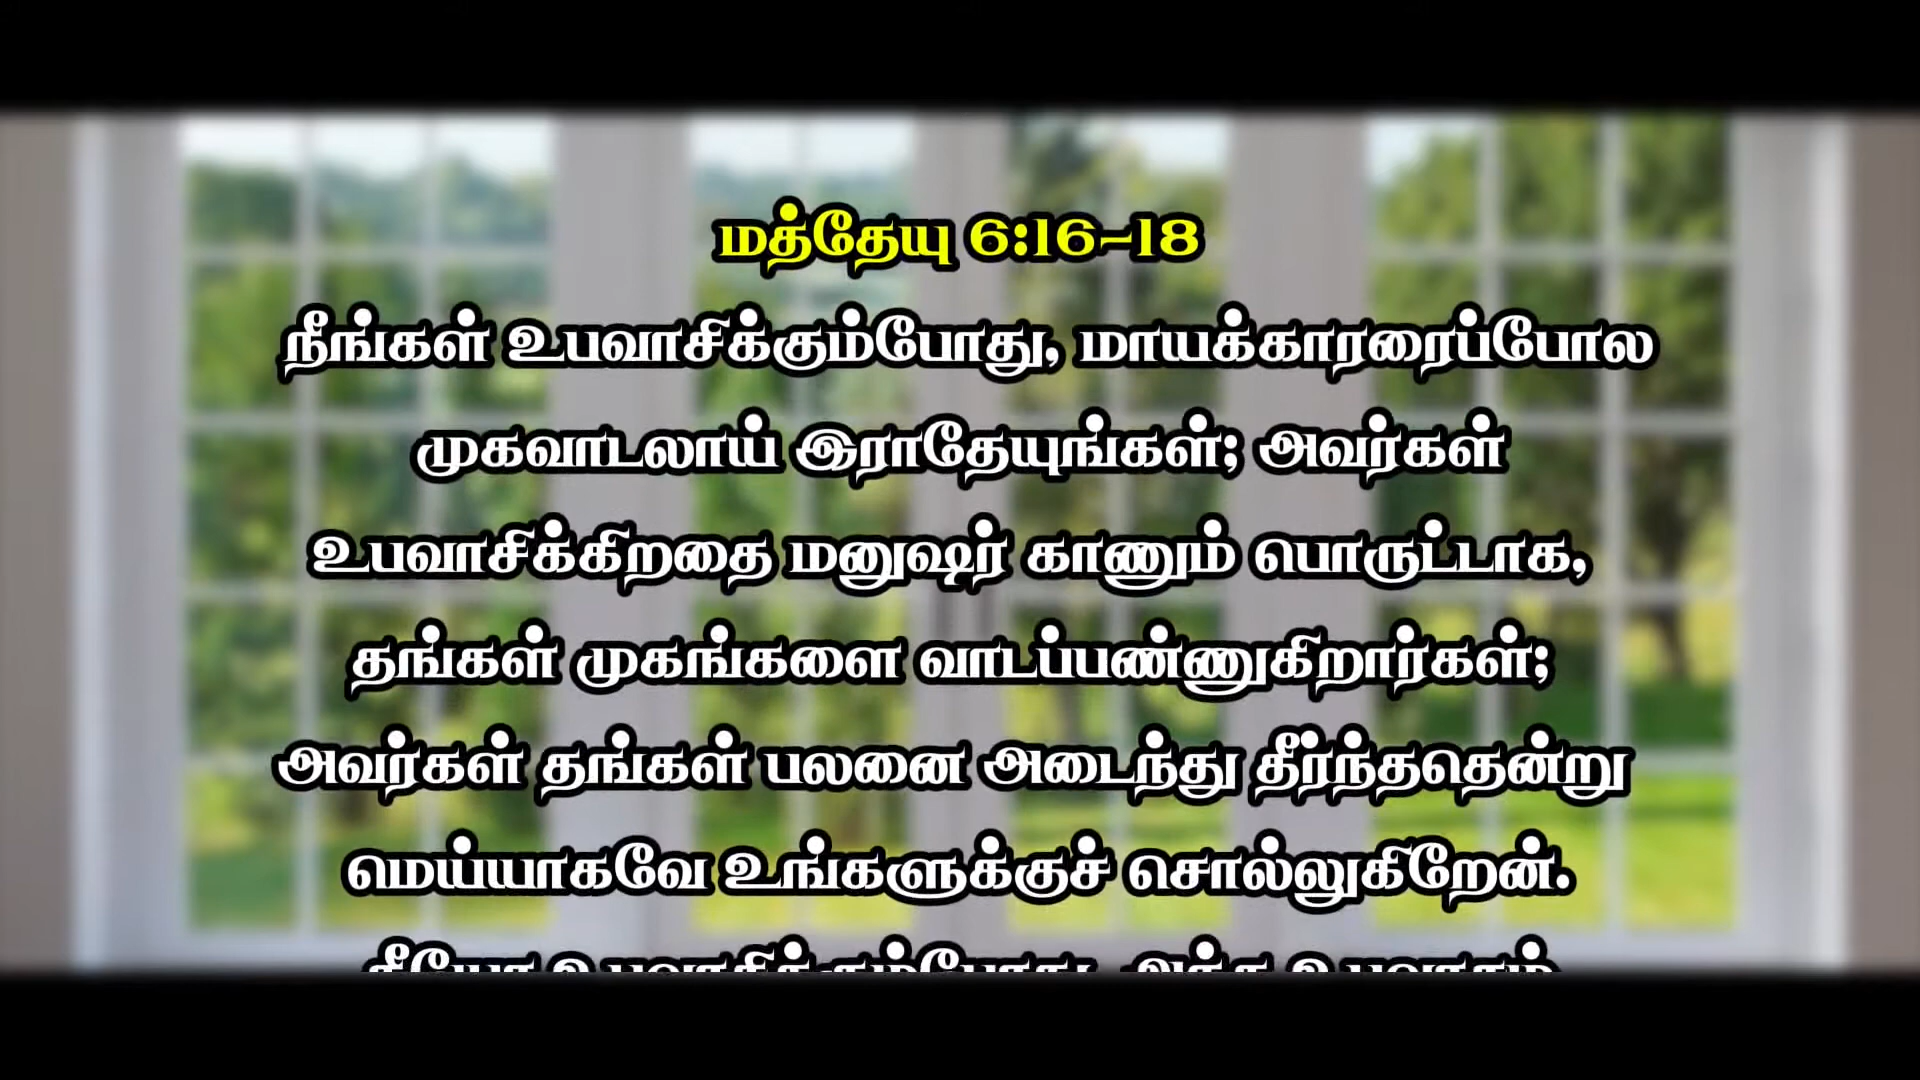 மத்தேயு 6:16-18
நீங்கள் உபவாசிக்கும்போது, மாயக்காரரைப்போல
முகவாடலாய் இராதேயுங்கள்; அவர்கள்
உபவாசிக்கிறதை மனுஷர் காணும் பொருட்டாக,
தங்கள் முகங்களை வாடப்பண்ணுகிறார்கள்;
அவர்கள் தங்கள் பலனை அடைந்து தீர்ந்ததென்று
மெய்யாகவே உங்களுக்குச் சொல்லுகிறேன்.